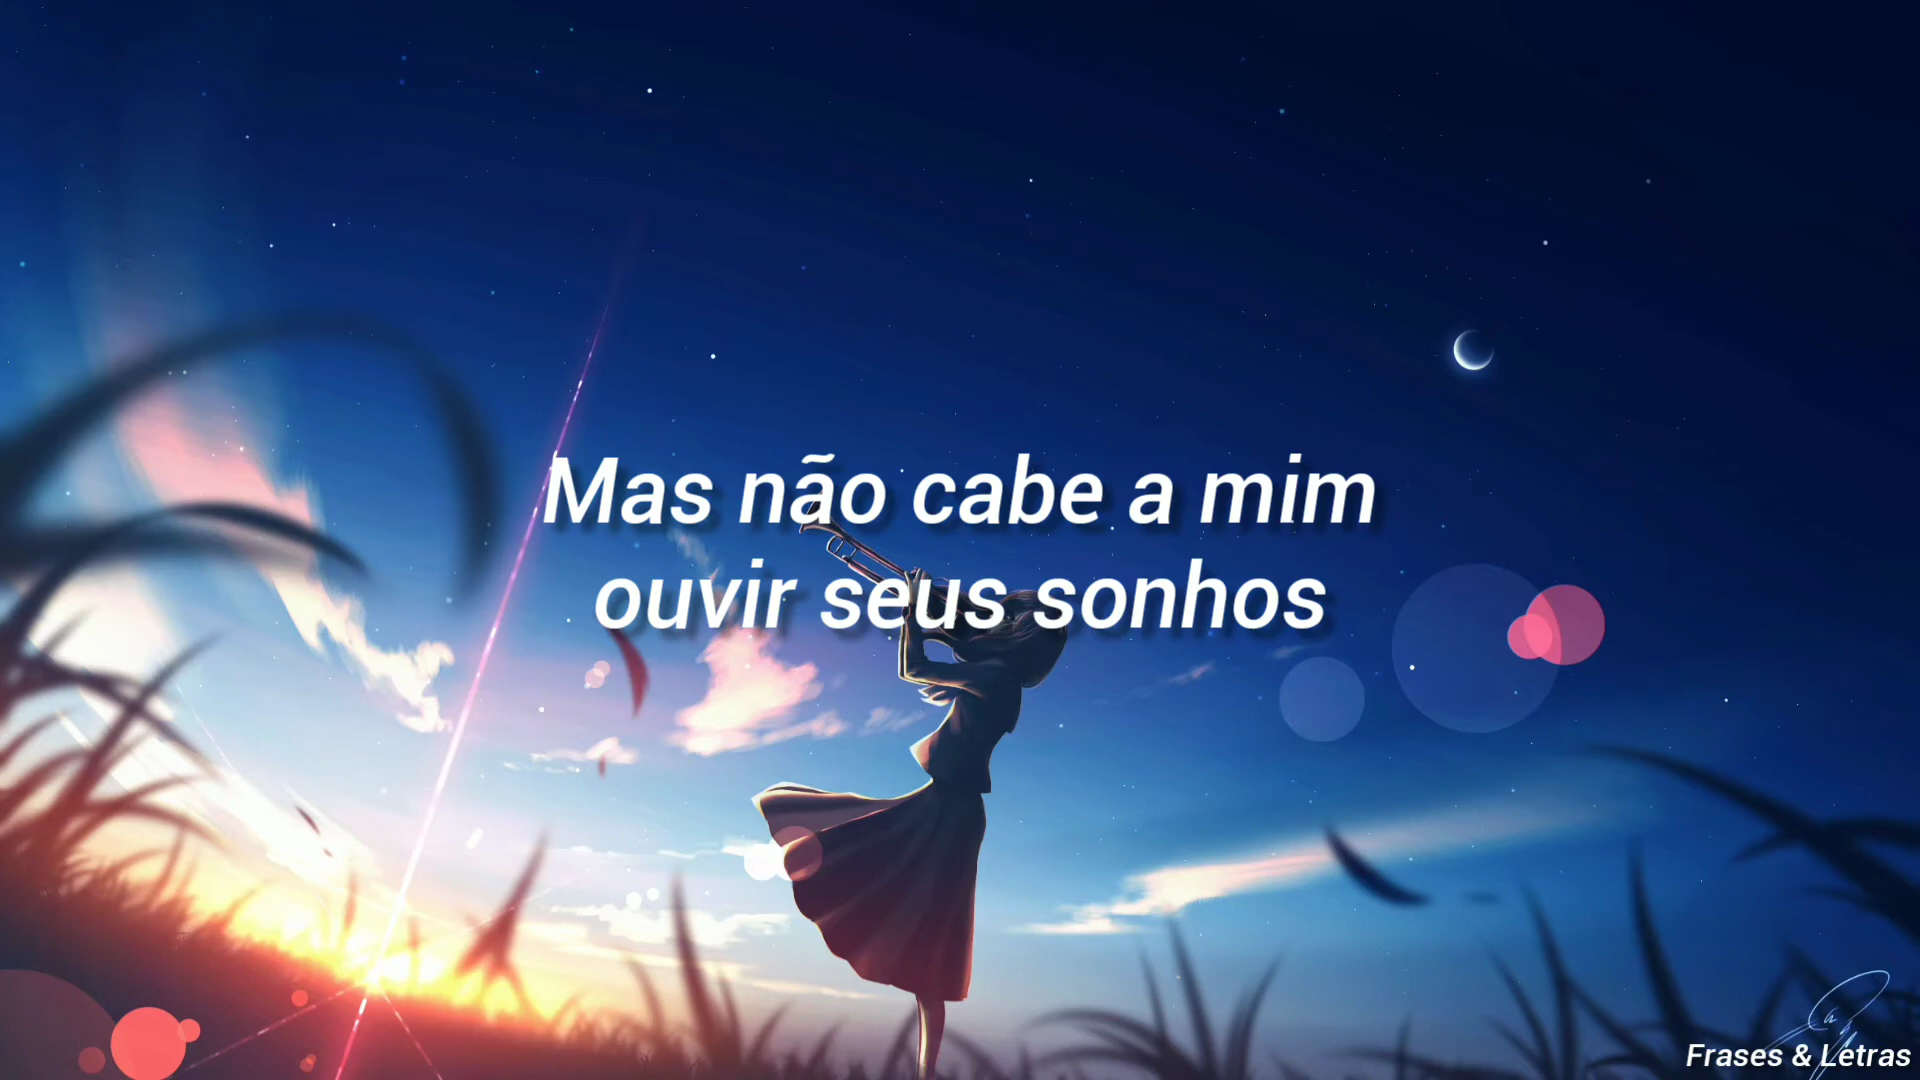 Mas não cabe a mim
ouvir seus sonhos
Frases & Letras